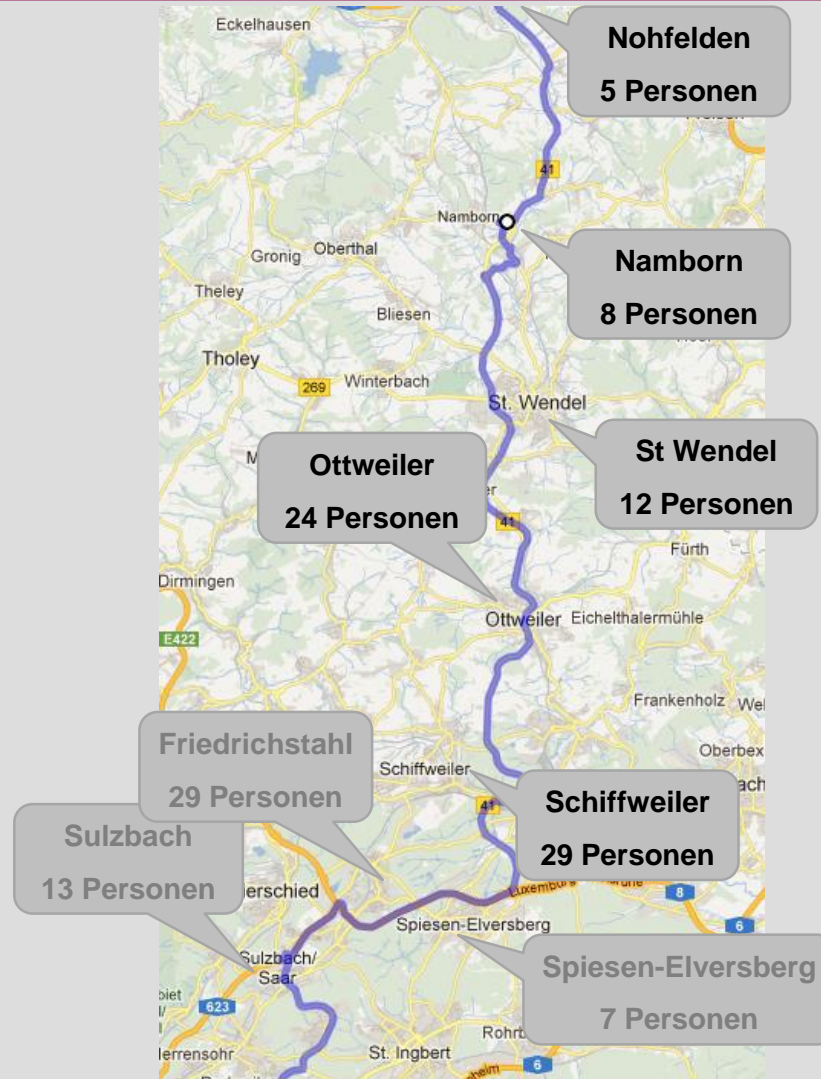 Eckelhausen
Nohfelden
5 Personen
41
Namborn
Gronig
Oberthal
Namborn
8 Personen
Theley
Bliesen
Tholey
269
Winterbach
St. Wendel
Ottweiler
24 Personen
St Wendel
12 Personen
41
Fürth
Dirmingen
Ottweiler
Eichelthalermühle
E422
Frankenholz
Friedrichstahl
29 Personen
Schiffweiler
Schiffweiler
29 Personen
41
Sulzbach
13 Personen
8
6
Spiesen-Elversberg
Sulzbach/
Saar
Spiesen-Elversberg
7 Personen
623
St. Ingbert
6